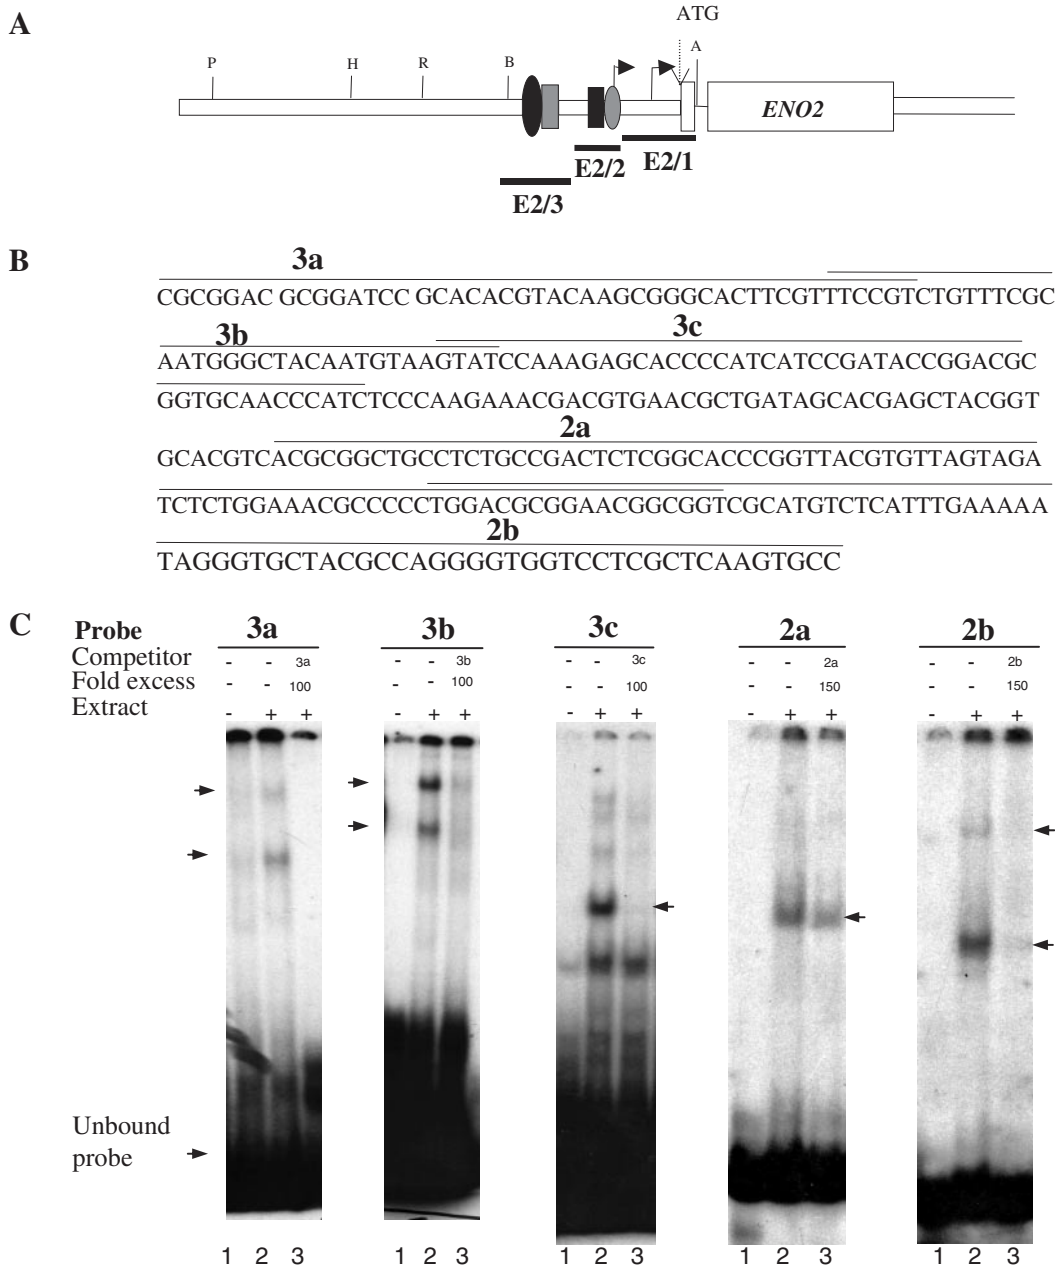 A
ATG
P H R B A
ENO2
E2/2 E2/1
E2/3
B
3a
CGCGGAC GCGGATCC GCACACGTACAAGCGGGCACTTCGTTTCCGTCTGTTTCGC
3b 3c
AATGGGCTACAATGTAAGTATCCAAAGAGCACCCCATCATCCGATACCGGACGC
GGTGCAACCCATCTCCCAAGAAACGACGTGAACGCTGATAGCACGAGCTACGGT
2a
GCACGTCACGCGGCTGCCTCTGCCGACTCTCGGCACCCGGTTACGTGTTAGTAGA
TCTCTGGAAACGCCCCCTGGACGCGGAACGGCGGTCGCATGTCTCATTTGAAAAA
2b
TAGGGTGCTACGCCAGGGGTGGTCCTCGCTCAAGTGCC
C
Probe 3a 3b 3c 2a 2b
Competitor - - 3a - - 3b - - 3c - - 2a - - 2b
Fold excess - - 100 - - 100 - - 100 - - 150 - - 150
Extract - + + - + + - + + - + + - + +
Unbound
probe
1 2 3 1 2 3 1 2 3 1 2 3 1 2 3